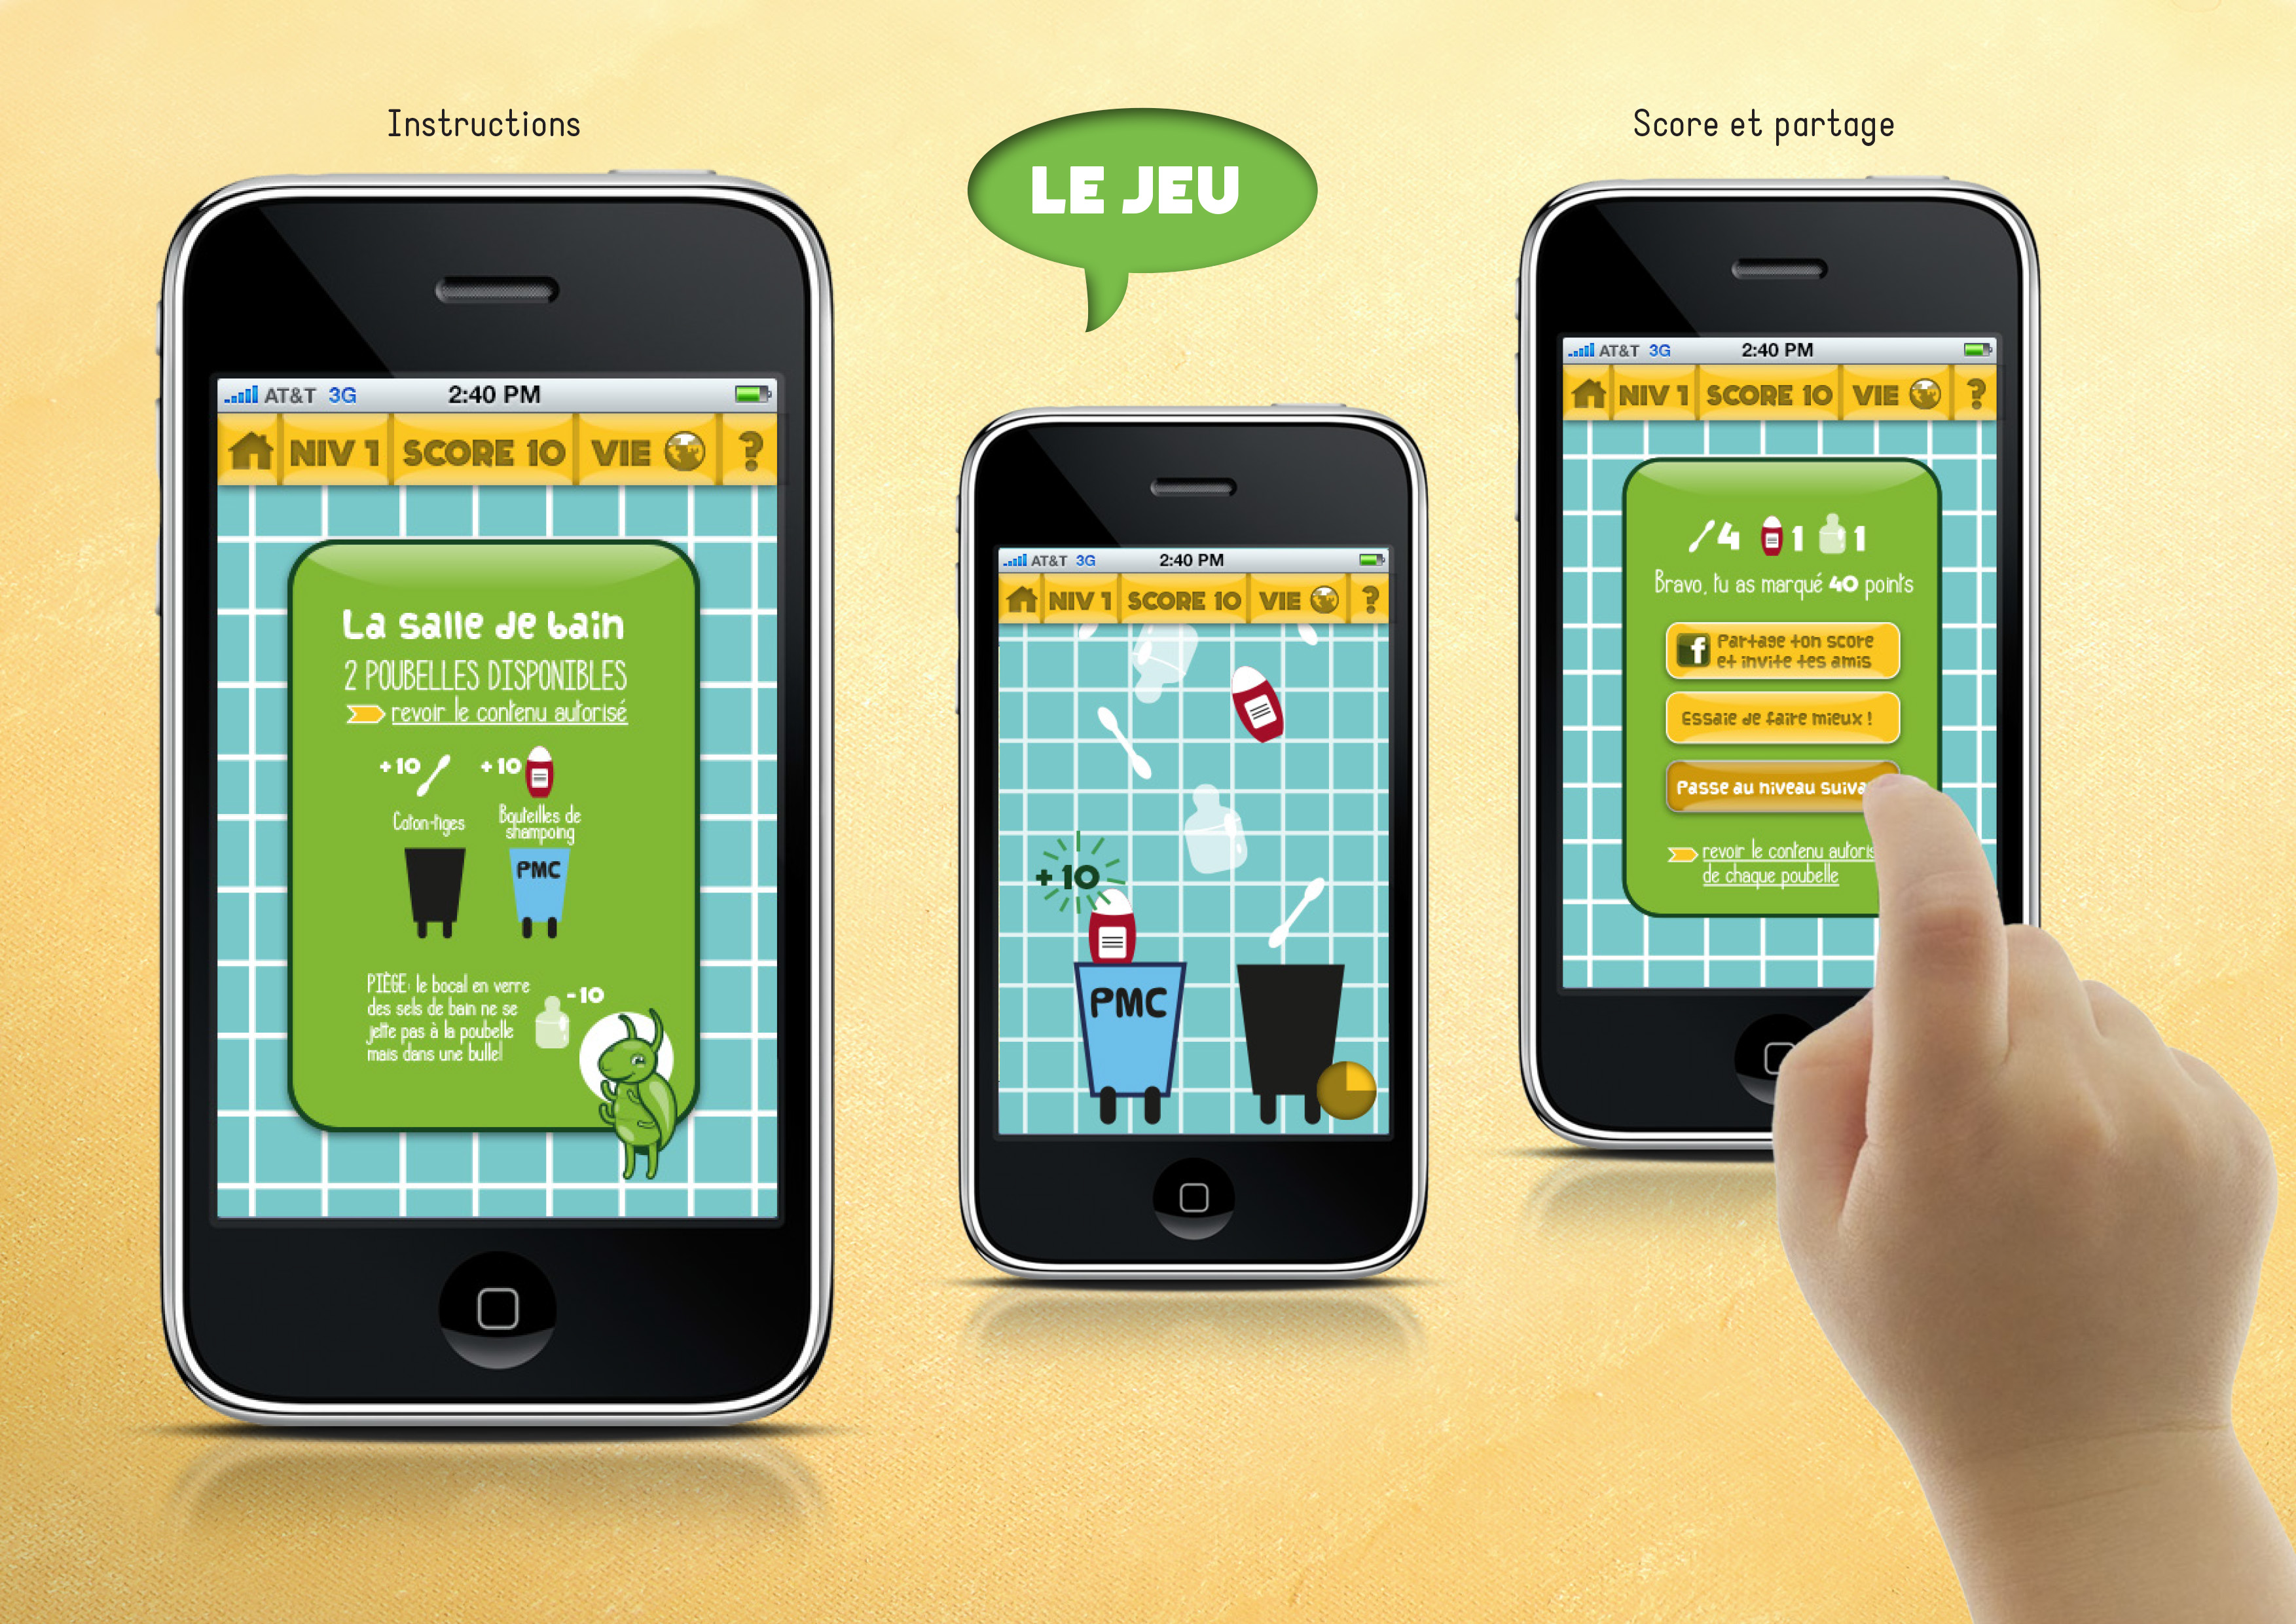 Instructions
AT&T 3G 2:40 PM
NIV 1 SCORE 10 VIE ?
La salle de bain
2 POUBELLES DISPONIBLES
revoir le contenu autorisé
+10 +10
Coton-tiges
Bouteilles de
shampoing
PMC
PIÈGE: le bocal en verre
des sels de bain ne se
jette pas à la poubelle
mais dans une bulle!
-10
LE JEU
AT&T 3G 2:40 PM
NIV 1 SCORE 10 VIE ?
+10
PMC
Score et partage
AT&T 3G 2:40 PM
NIV 1 SCORE 10 VIE ?
4 1 1
Bravo, tu as marqué 40 points
f
Partage ton score
et invite tes amis
Essaie de faire mieux !
Passe au niveau suiva
revoir le contenu autoris
de chaque poubelle